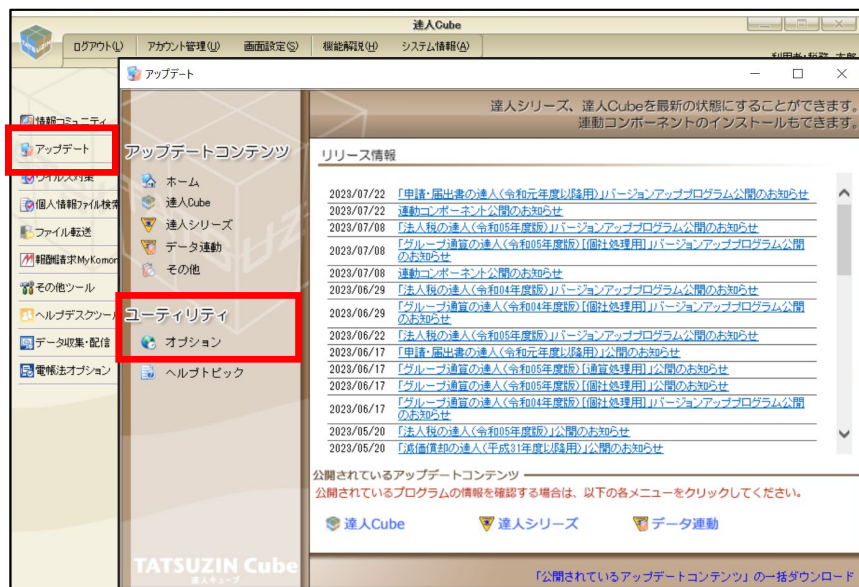 達人Cube
ログアウト(L) アカウント管理(U) 画面設定(S) 機能解説(H) システム情報(A)
アップデート
情報コミュニティ
アップデート
個人情報ファイル検索
ファイル転送
報酬請求MyKomon
その他ツール
ヘルプデスクツー
データ収集・配信
電帳法オプション
アップデートコンテンツ
ホーム
達人Cube
達人シリーズ
データ連動
その他
ユーティリティ
オプション
ヘルプトピック
TATSUZIN Cube
達人キューブ
達人シリーズ、達人Cubeを最新の状態にすることができます。
連動コンポーネントのインストールもできます。
リリース情報
2023/07/22 「申請・届出書の達人(令和元年度以降用)」バージョンアッププログラム公開のお知らせ
2023/07/22 連動コンポーネント公開のお知らせ
2023/07/08 「法人税の達人(令和05年度版)」バージョンアッププログラム公開のお知らせ
2023/07/08 「グループ通算の達人(令和05年度版)[個社処理用]」バージョンアッププログラム公開
のお知らせ
2023/07/08 連動コンポーネント公開のお知らせ
2023/06/29 「法人税の達人(令和04年度版)」バージョンアッププログラム公開のお知らせ
2023/06/29 「グループ通算の達人(令和04年度版)[個社処理用]」バージョンアッププログラム公開
のお知らせ
2023/06/22 「法人税の達人(令和05年度版)」バージョンアッププログラム公開のお知らせ
2023/06/17 「申請・届出書の達人(令和元年度以降用)」公開のお知らせ
2023/06/17 「グループ通算の達人(令和05年度版)[通算処理用]」公開のお知らせ
2023/06/17 「グループ通算の達人(令和05年度版)[個社処理用]」公開のお知らせ
2023/06/17 「グループ通算の達人(令和04年度版)[個社処理用]」バージョンアッププログラム公開
のお知らせ
2023/05/20 「法人税の達人(令和05年度版)」公開のお知らせ
2023/05/20 「減価償却の達人(平成31年度以降用)」公開のお知らせ
公開されているアップデートコンテンツ
公開されているプログラムの情報を確認する場合は、以下の各メニューをクリックしてください。
達人Cube 達人シリーズ データ連動
「公開されているアップデートコンテンツ」の一括ダウンロード